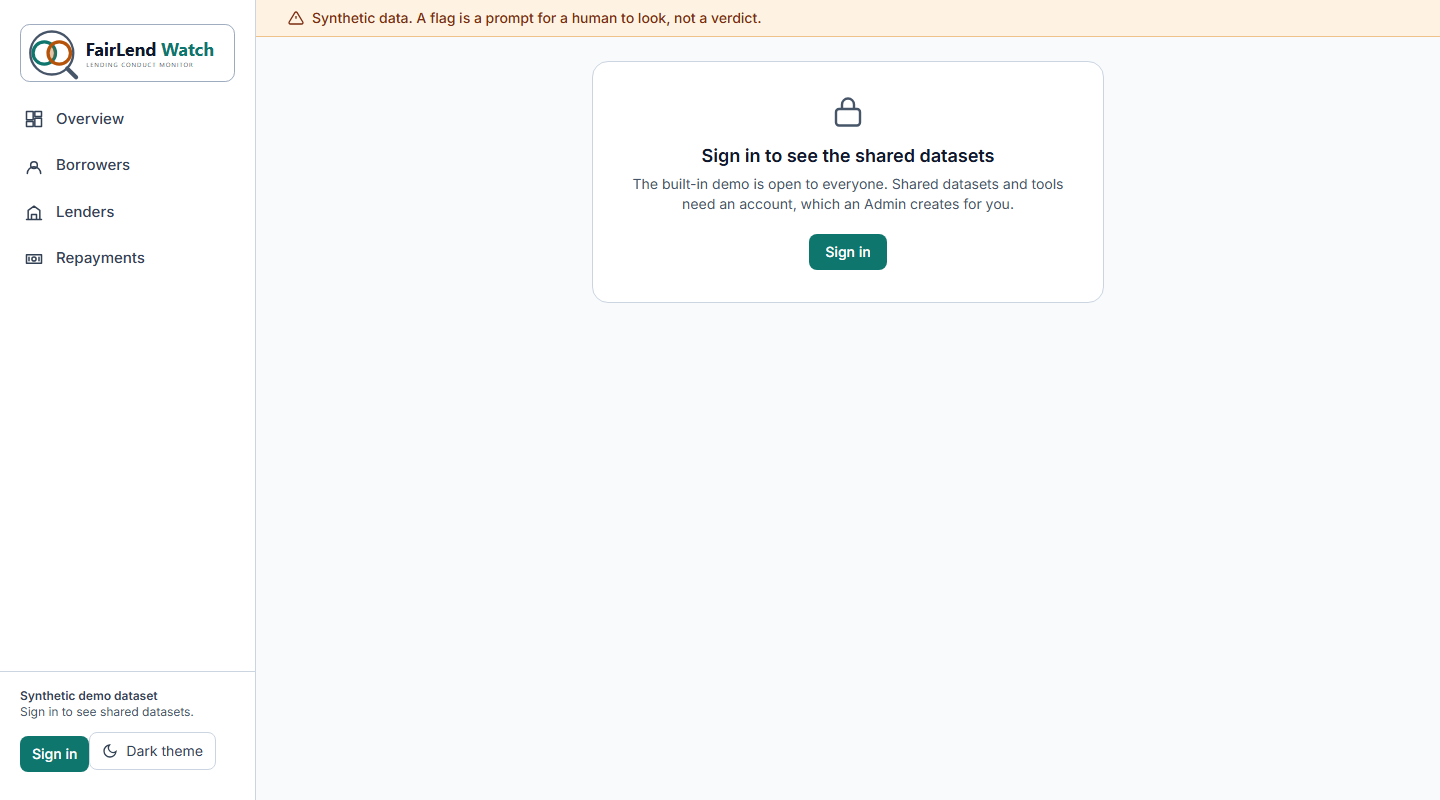 FairLend Watch
LENDING CONDUCT MONITOR
Overview
Borrowers
Lenders
Repayments
Synthetic demo dataset
Sign in to see shared datasets.
Sign in
Dark theme
Synthetic data. A flag is a prompt for a human to look, not a verdict.
Sign in to see the shared datasets
The built-in demo is open to everyone. Shared datasets and tools
need an account, which an Admin creates for you.
Sign in